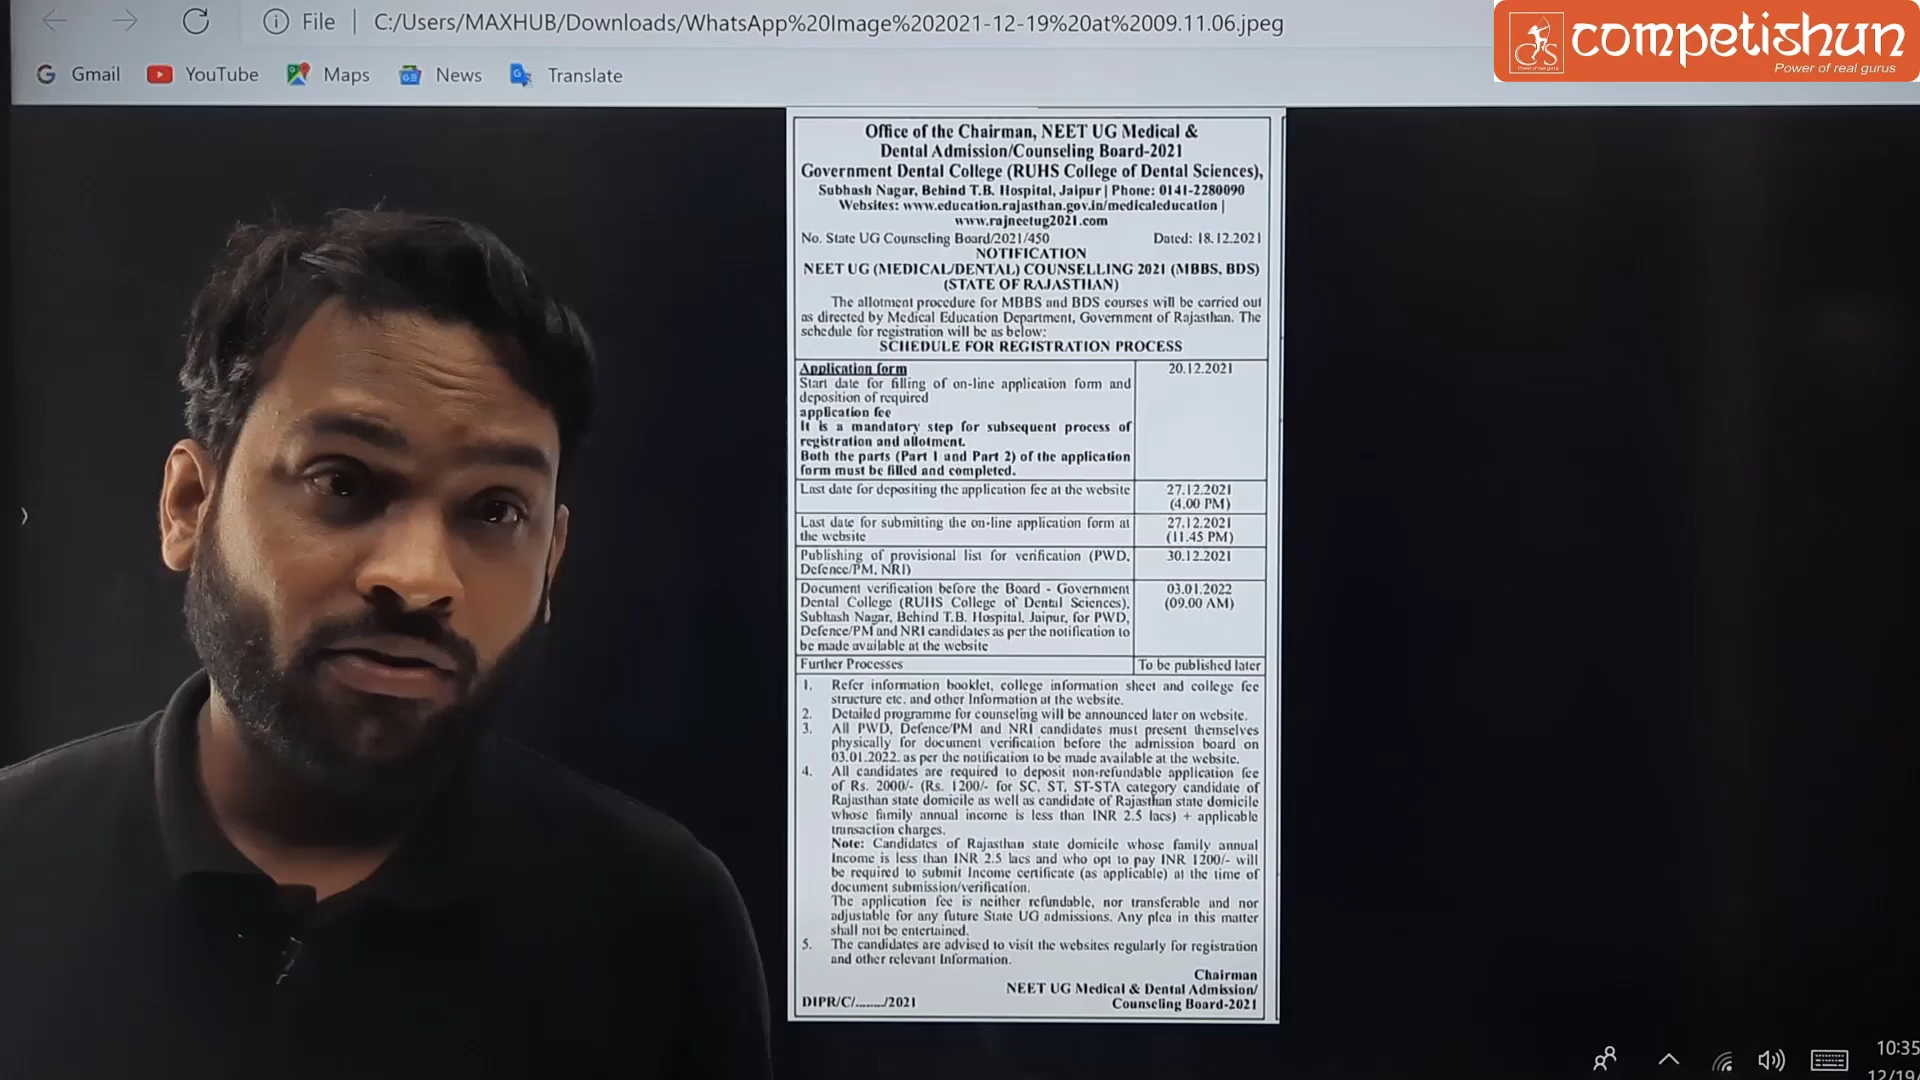 File | C:/Users/MAXHUB/Downloads/WhatsApp%20Image%202021-12-19%20at%2009.11.06.jpeg
competishun
Power of real gurus
Gmail YouTube Maps News Translate
Office of the Chairman, NEET UG Medical &
Dental Admission/Counseling Board-2021
Government Dental College (RUHS College of Dental Sciences),
Subhash Nagar, Behind T.B. Hospital, Jaipur | Phone: 0141-2280090
Websites: www.education.rajasthan.gov.in/medicaleducation |
www.rajneetug2021.com
No. State UG Counseling Board/2021/450 Dated: 18.12.2021
NOTIFICATION
NEET UG (MEDICAL/DENTAL) COUNSELLING 2021 (MBBS, BDS)
(STATE OF RAJASTHAN)
The allotment procedure for MBBS and BDS courses will be carried out
as directed by Medical Education Department, Government of Rajasthan. The
schedule for registration will be as below:
SCHEDULE FOR REGISTRATION PROCESS
Application form 20.12.2021
Start date for filling of on-line application form and
deposition of required
application fee
It is a mandatory step for subsequent process of
registration and allotment.
Both the parts (Part 1 and Part 2) of the application
form must be filled and completed.
Last date for depositing the application fee at the website 27.12.2021
(4.00 PM)
Last date for submitting the on-line application form at 27.12.2021
the website (11.45 PM)
Publishing of provisional list for verification (PWD, 30.12.2021
Defence/PM, NRI)
Document verification before the Board - Government 03.01.2022
Dental College (RUHS College of Dental Sciences), (09.00 AM)
Subhash Nagar, Behind T.B. Hospital, Jaipur, for PWD,
Defence/PM and NRI candidates as per the notification to
be made available at the website
Further Processes To be published later
1. Refer information booklet, college information sheet and college fee
structure etc. and other Information at the website.
2. Detailed programme for counseling will be announced later on website.
3. All PWD, Defence/PM and NRI candidates must present themselves
physically for document verification before the admission board on
03.01.2022. as per the notification to be made available at the website.
4. All candidates are required to deposit non-refundable application fee
of Rs. 2000/- (Rs. 1200/- for SC, ST, ST-STA category candidate of
Rajasthan state domicile as well as candidate of Rajasthan state domicile
whose family annual income is less than INR 2.5 lacs) + applicable
transaction charges.
Note: Candidates of Rajasthan state domicile whose family annual
Income is less than INR 2.5 lacs and who opt to pay INR 1200/- will
be required to submit Income certificate (as applicable) at the time of
document submission/verification.
The application fee is neither refundable, nor transferable and nor
adjustable for any future State UG admissions. Any plea in this matter
shall not be entertained.
5. The candidates are advised to visit the websites regularly for registration
and other relevant Information.
Chairman
NEET UG Medical & Dental Admission/
DIPR/C/......../2021 Counseling Board-2021
10:35
12/19/